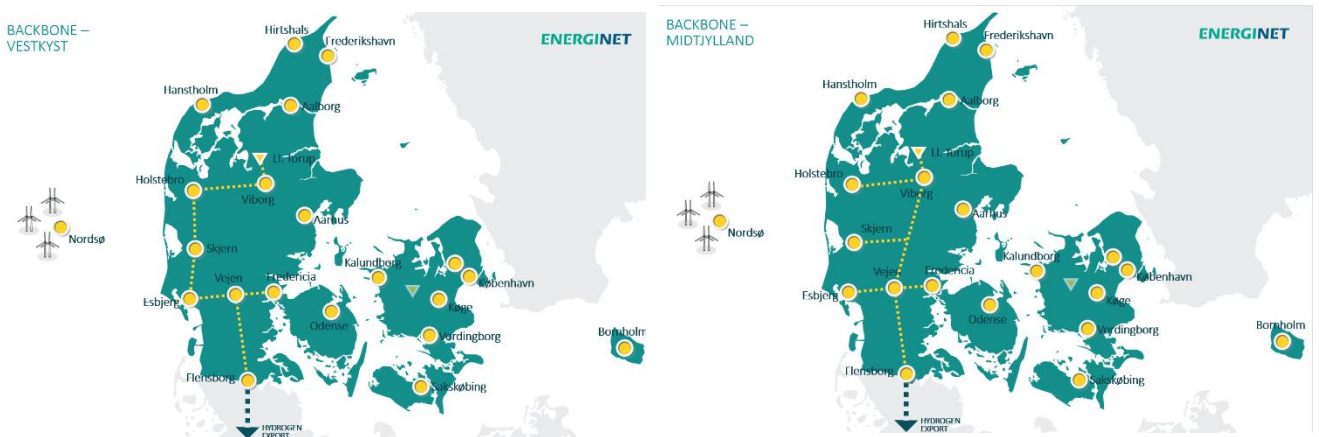 BACKBONE –
VESTKYST
ENERGINET
Hirtshals
Frederikshavn
Hanstholm
Aalborg
Ll. Torup
Holstebro
Viborg
Aarhus
Nordsø
Skjern
Kalundborg
København
Vejen
Fredericia
Esbjerg
Køge
Odense
Vordingborg
Bornholm
Flensborg
Sakskøbing
HYDROGEN
EXPORT
BACKBONE –
MIDTJYLLAND
ENERGINET
Hirtshals
Frederikshavn
Hanstholm
Aalborg
Ll. Torup
Holstebro
Viborg
Aarhus
Nordsø
Skjern
Kalundborg
København
Vejen
Fredericia
Esbjerg
Køge
Odense
Vordingborg
Bornholm
Flensborg
Sakskøbing
HYDROGEN
EXPORT